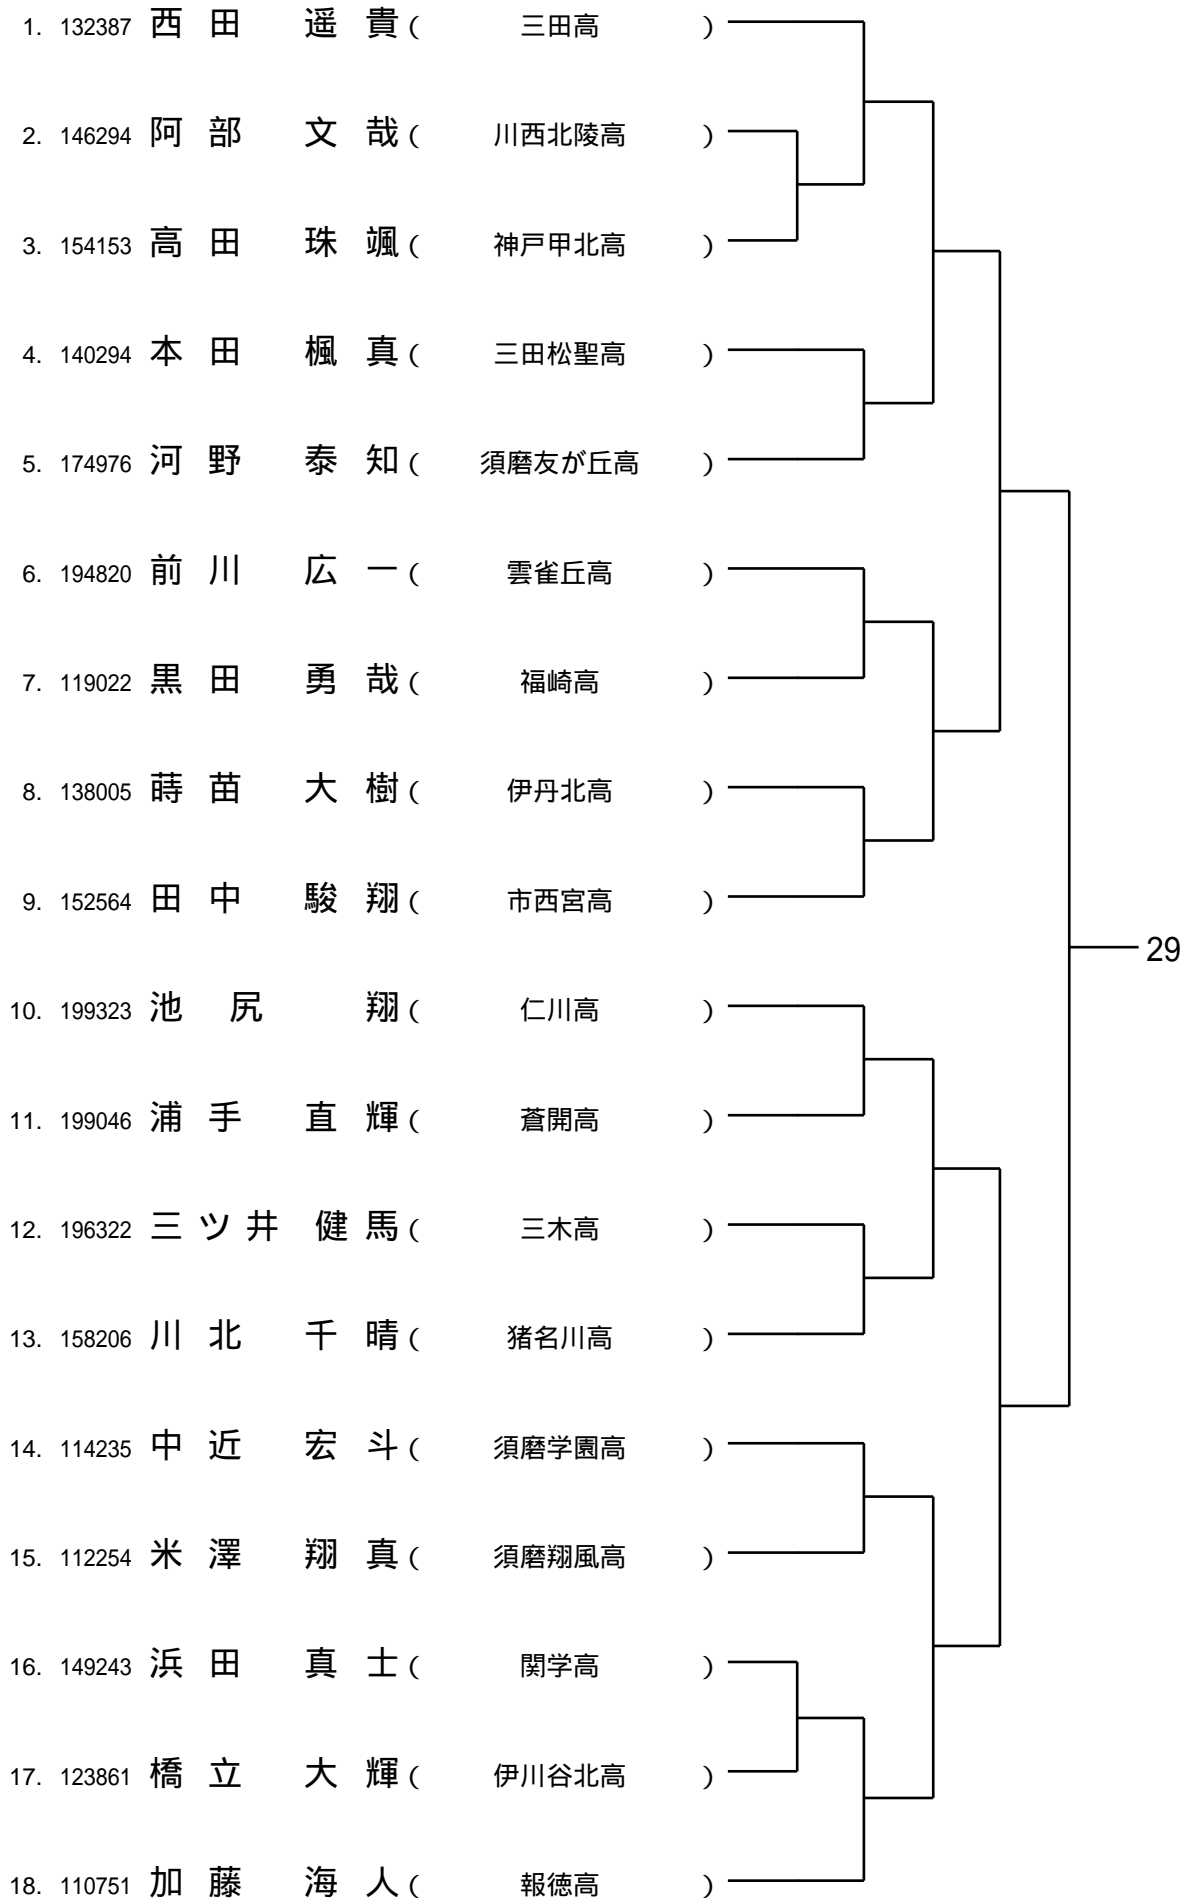 1. 132387 西田 遥貴 ( 三田高 )
2. 146294 阿部 文哉 ( 川西北陵高 )
3. 154153 高田 珠颯 ( 神戸甲北高 )
4. 140294 本田 楓真 ( 三田松聖高 )
5. 174976 河野 泰知 ( 須磨友が丘高 )
6. 194820 前川 広一 ( 雲雀丘高 )
7. 119022 黒田 勇哉 ( 福崎高 )
8. 138005 蒔苗 大樹 ( 伊丹北高 )
9. 152564 田中 駿翔 ( 市西宮高 )
29
10. 199323 池尻 翔 ( 仁川高 )
11. 199046 浦手 直輝 ( 蒼開高 )
12. 196322 三ツ井 健馬 ( 三木高 )
13. 158206 川北 千晴 ( 猪名川高 )
14. 114235 中近 宏斗 ( 須磨学園高 )
15. 112254 米澤 翔真 ( 須磨翔風高 )
16. 149243 浜田 真士 ( 関学高 )
17. 123861 橋立 大輝 ( 伊川谷北高 )
18. 110751 加藤 海人 ( 報徳高 )